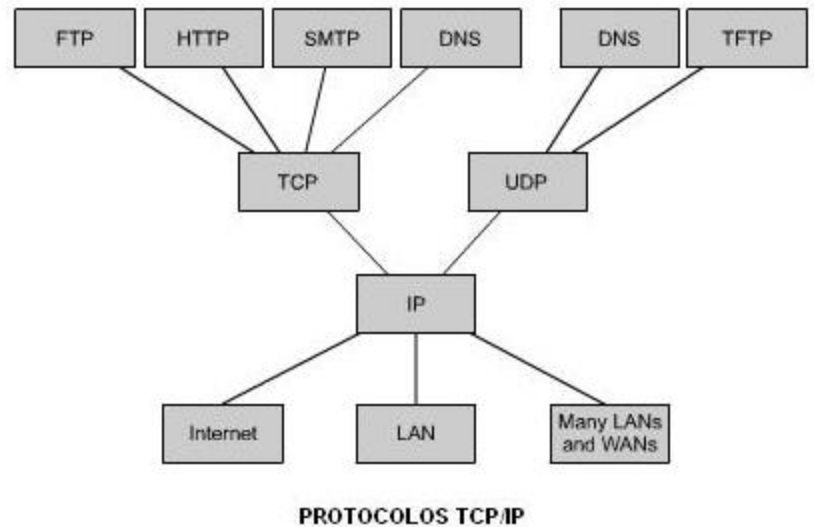 FTP
HTTP
SMTP
DNS
DNS
TFTP
TCP
UDP
IP
Internet
LAN
Many LANs
and WANs
PROTOCOLOS TCP/IP